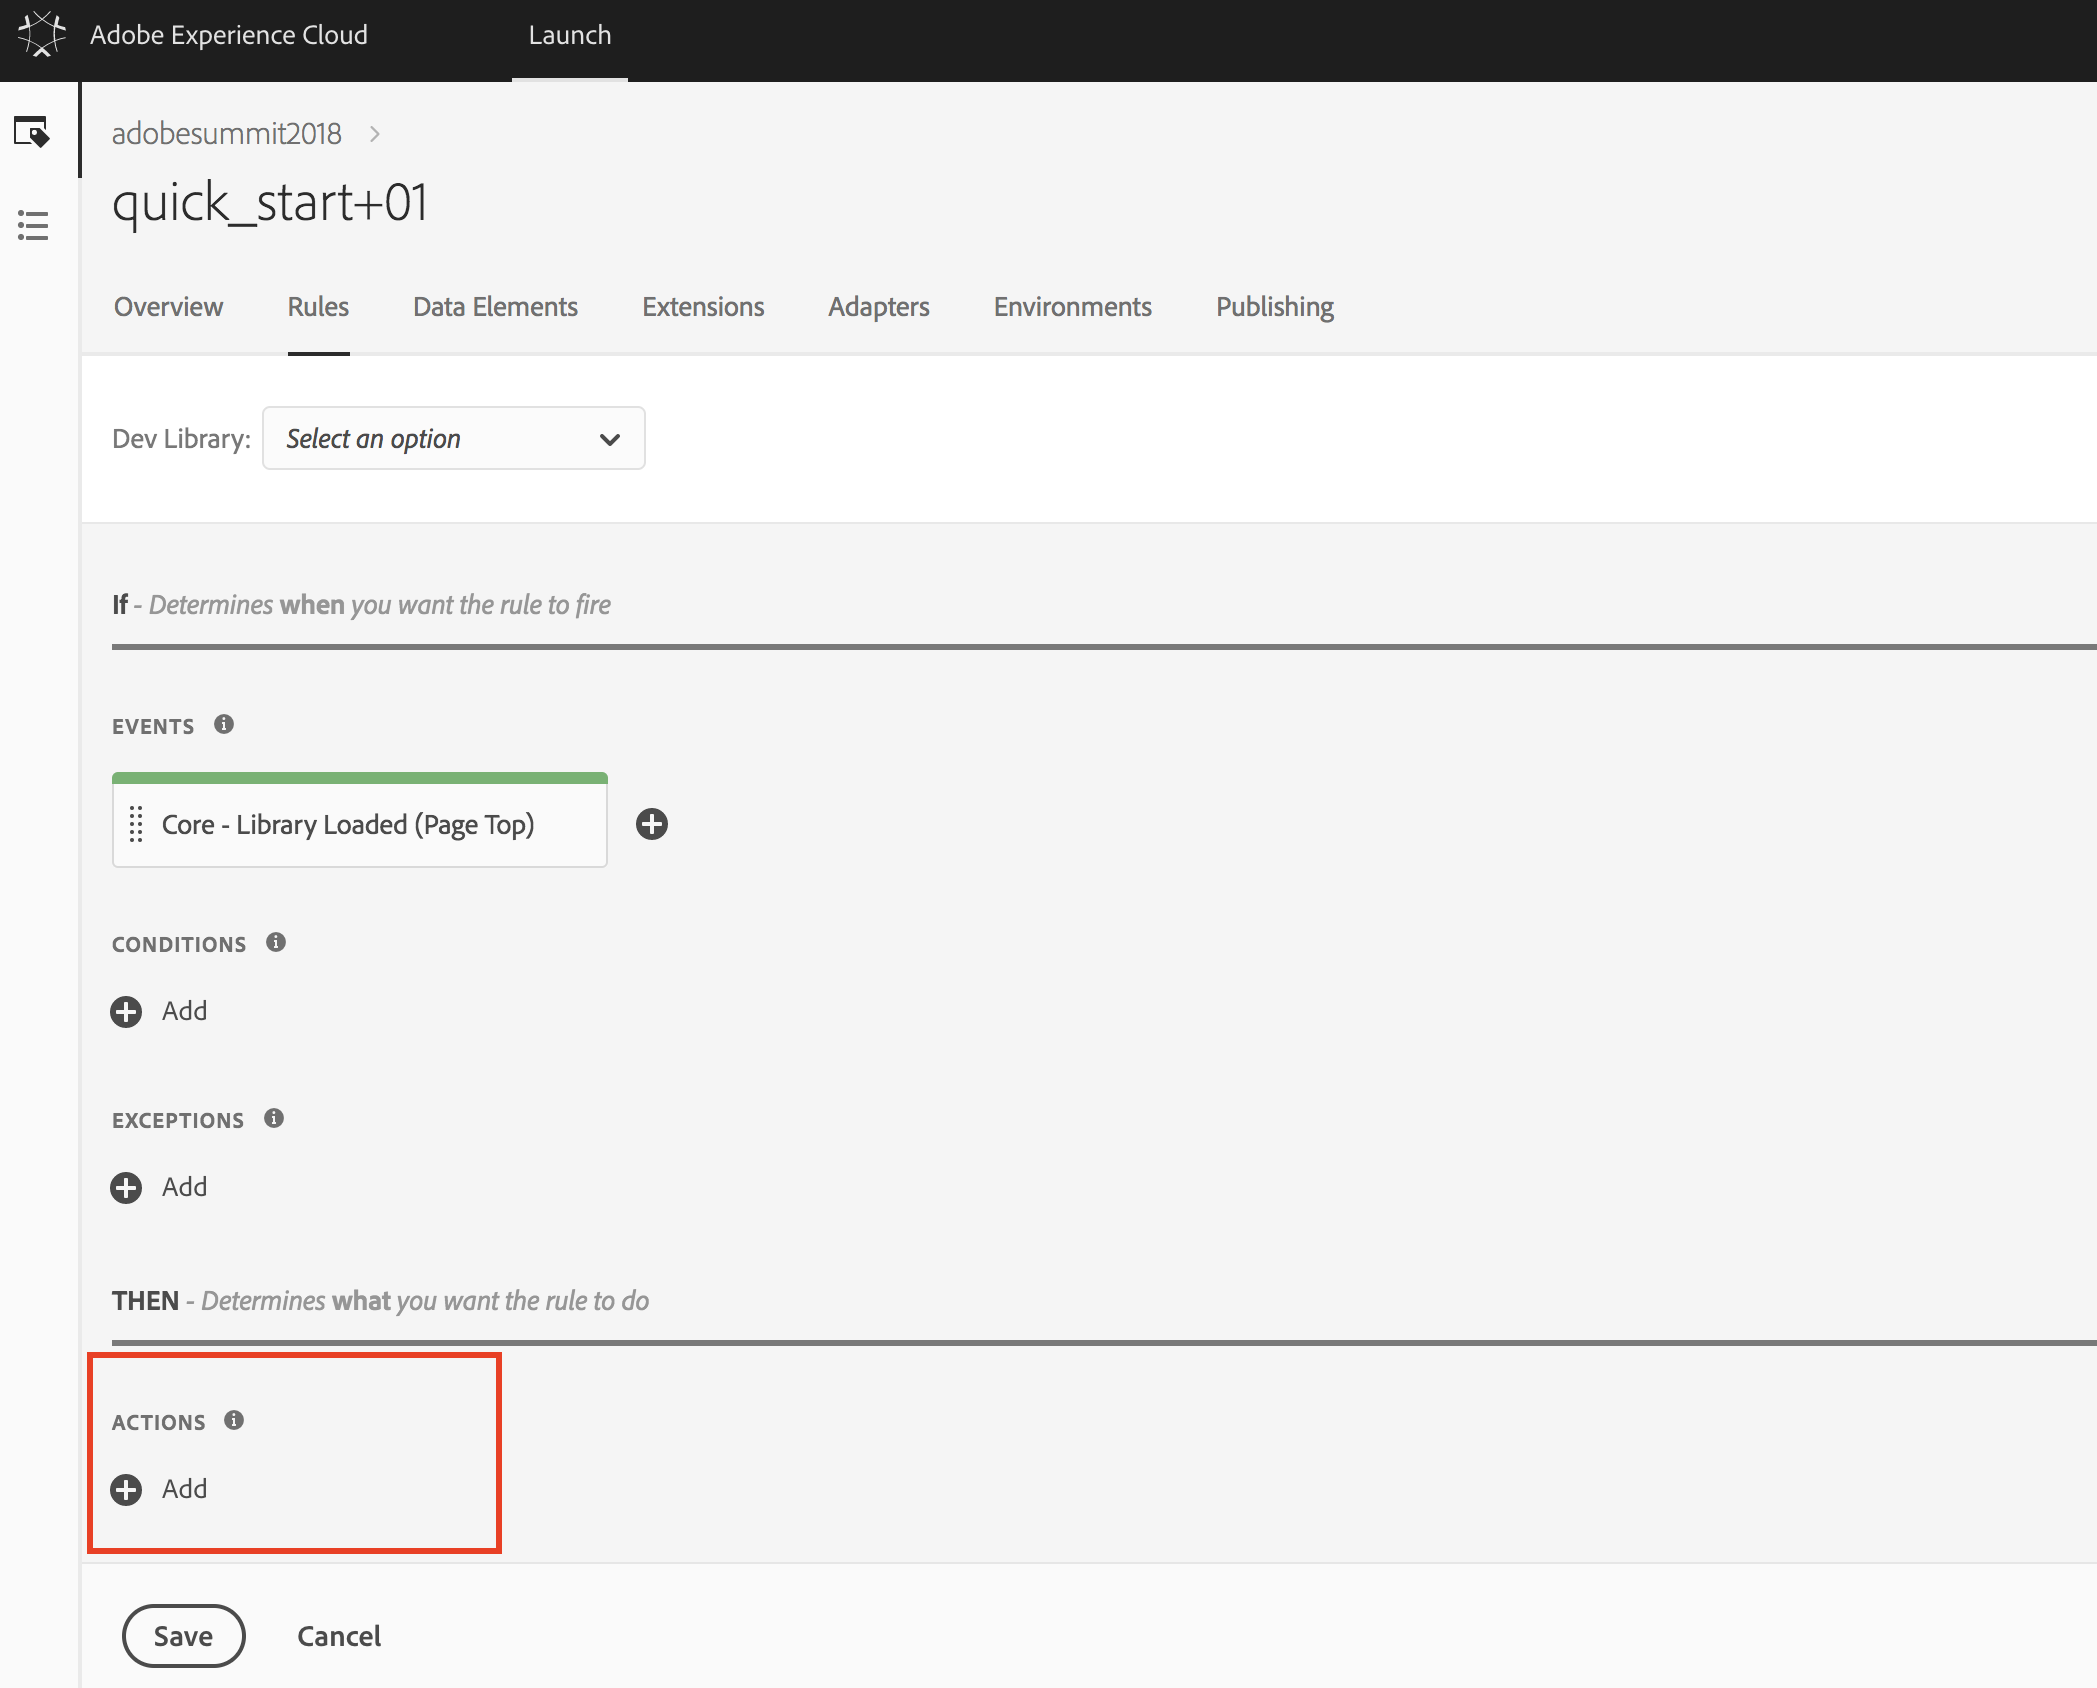 Adobe Experience Cloud Launch
adobesummit2018
quick_start+01
Overview Rules Data Elements Extensions Adapters Environments Publishing
Dev Library: Select an option
If - Determines when you want the rule to fire
EVENTS
Core - Library Loaded (Page Top)
CONDITIONS
Add
EXCEPTIONS
Add
THEN - Determines what you want the rule to do
ACTIONS
Add
Save Cancel